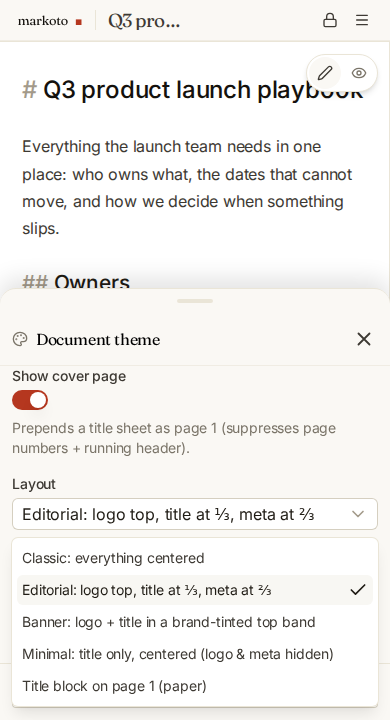 markoto
Q3 pro...
# Q3 product launch playbook
Everything the launch team needs in one
place: who owns what, the dates that cannot
move, and how we decide when something
slips.
## Owners
Document theme
Show cover page
Prepends a title sheet as page 1 (suppresses page
numbers + running header).
Layout
Editorial: logo top, title at ⅓, meta at ⅔
Classic: everything centered
Editorial: logo top, title at ⅓, meta at ⅔
Banner: logo + title in a brand-tinted top band
Minimal: title only, centered (logo & meta hidden)
Title block on page 1 (paper)